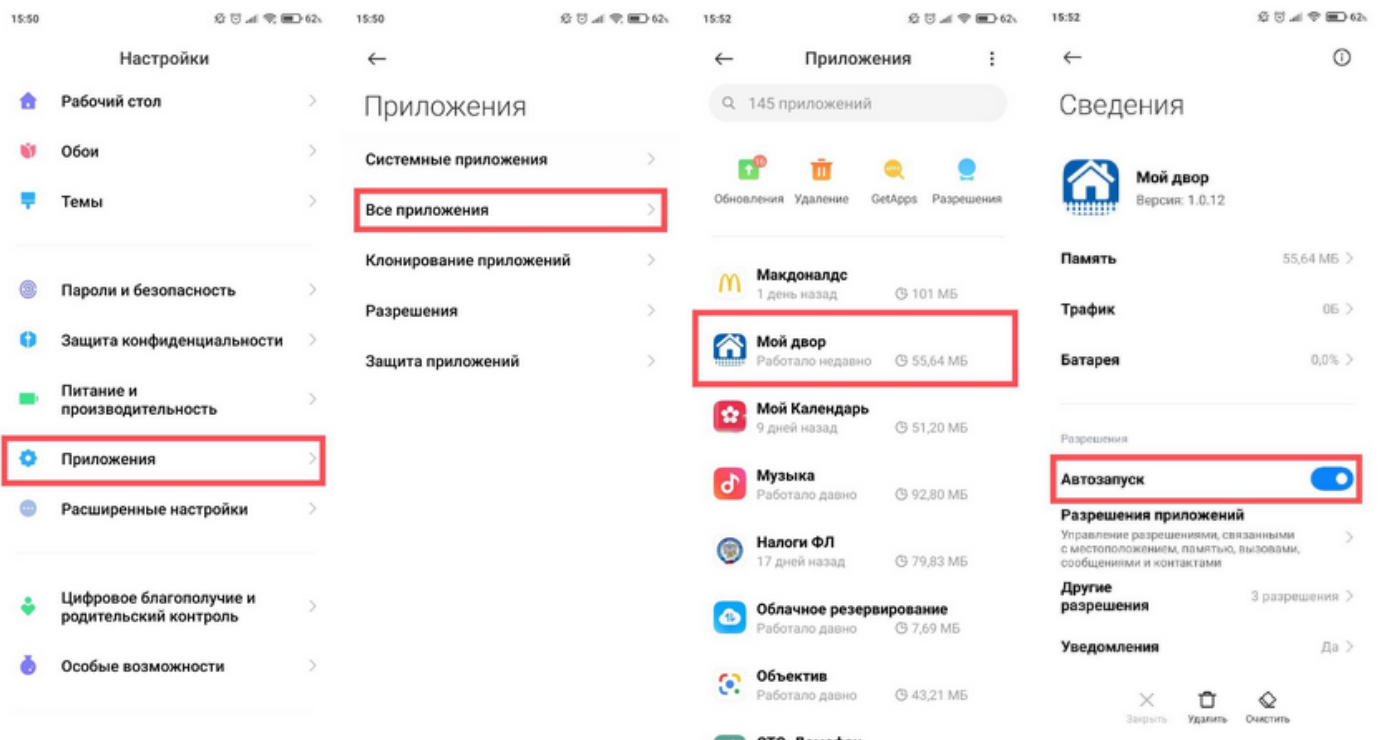 15:50
62
Настройки
Рабочий стол
Обои
Темы
Пароли и безопасность
Защита конфиденциальности
Питание и
производительность
Приложения
Расширенные настройки
Цифровое благополучие и
родительский контроль
Особые возможности
15:50
62
Приложения
Системные приложения
Все приложения
Клонирование приложений
Разрешения
Защита приложений
15:52
62
Приложения
145 приложений
16
Обновления Удаление GetApps Разрешения
Макдоналдс
1 день назад 101 МБ
Мой двор
Работало недавно 55,64 МБ
Мой Календарь
9 дней назад 51,20 МБ
Музыка
Работало давно 92,80 МБ
Налоги ФЛ
17 дней назад 79,83 МБ
Облачное резервирование
Работало давно 7,69 МБ
Объектив
Работало давно 43,21 МБ
15:52
62
Сведения
Мой двор
Версия: 1.0.12
Память 55,64 МБ
Трафик 0Б
Батарея 0,0%
Разрешения
Автозапуск
Разрешения приложений
Управление разрешениями, связанными
с местоположением, памятью, вызовами,
сообщениями и контактами
Другие
разрешения
3 разрешения
Уведомления Да
Закрыть Удалить Очистить